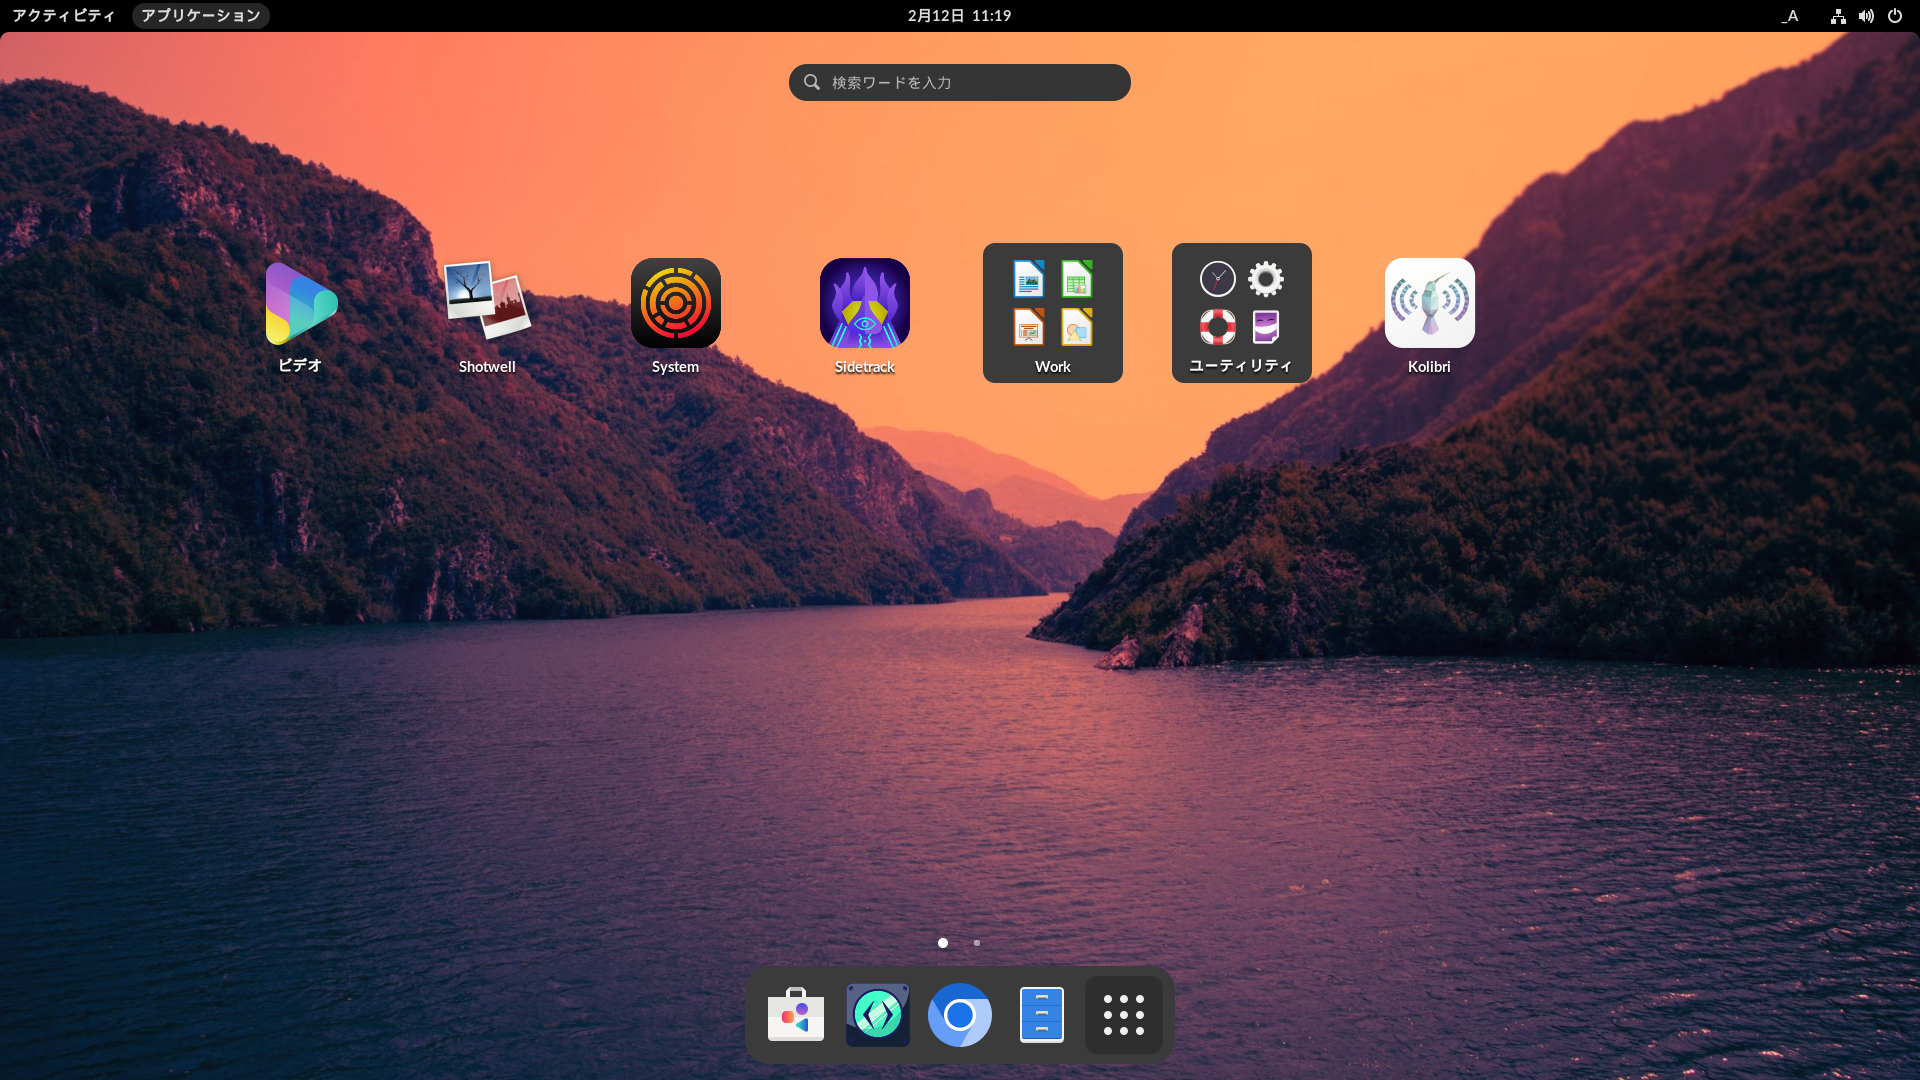 アクティビティ
アプリケーション
2月12日 11:19
_A
検索ワードを入力
ビデオ
Shotwell
System
Sidetrack
Work
ユーティリティ
Kolibri